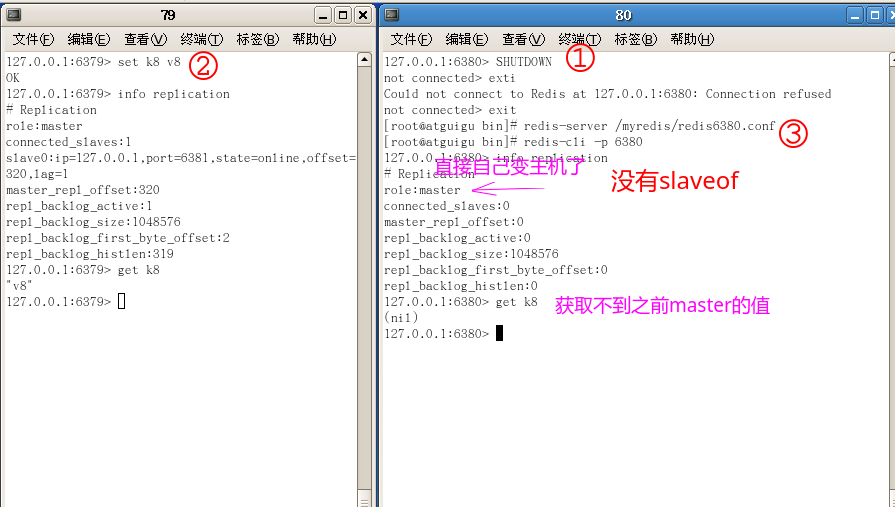 79
文件(F) 编辑(E) 查看(V) 终端(T) 标签(B) 帮助(H)
127.0.0.1:6379> set k8 v8 ②
OK
127.0.0.1:6379> info replication
# Replication
role:master
connected_slaves:1
slave0:ip=127.0.0.1,port=6381,state=online,offset=
320,lag=1
master_repl_offset:320
repl_backlog_active:1
repl_backlog_size:1048576
repl_backlog_first_byte_offset:2
repl_backlog_histlen:319
127.0.0.1:6379> get k8
"v8"
127.0.0.1:6379>
80
文件(F) 编辑(E) 查看(V) 终端(T) 标签(B) 帮助(H)
127.0.0.1:6380> SHUTDOWN ①
not connected> exti
Could not connect to Redis at 127.0.0.1:6380: Connection refused
not connected> exit
[root@atguigu bin]# redis-server /myredis/redis6380.conf ③
[root@atguigu bin]# redis-cli -p 6380
127.0.0.1:6380> info replication
直接自己变主机了
# Replication
没有slaveof
role:master
connected_slaves:0
master_repl_offset:0
repl_backlog_active:0
repl_backlog_size:1048576
repl_backlog_first_byte_offset:0
repl_backlog_histlen:0
127.0.0.1:6380> get k8
获取不到之前master的值
(nil)
127.0.0.1:6380>